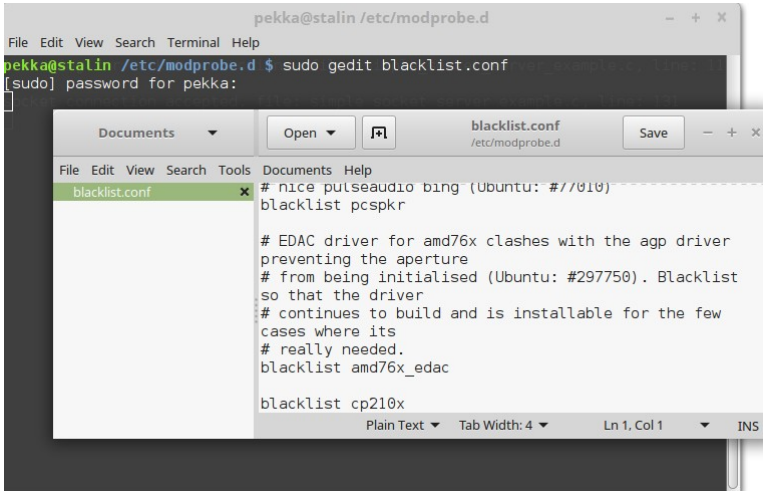 pekka@stalin /etc/modprobe.d
File Edit View Search Terminal Help
pekka@stalin /etc/modprobe.d $ sudo gedit blacklist.conf
[sudo] password for pekka:
Documents
Open
blacklist.conf
/etc/modprobe.d
Save
File Edit View Search Tools Documents Help
blacklist.conf
# nice pulseaudio bing (Ubuntu: #77010)
blacklist pcspkr
# EDAC driver for amd76x clashes with the agp driver
preventing the aperture
# from being initialised (Ubuntu: #297750). Blacklist
so that the driver
# continues to build and is installable for the few
cases where its
# really needed.
blacklist amd76x_edac
blacklist cp210x
Plain Text Tab Width: 4 Ln 1, Col 1 INS